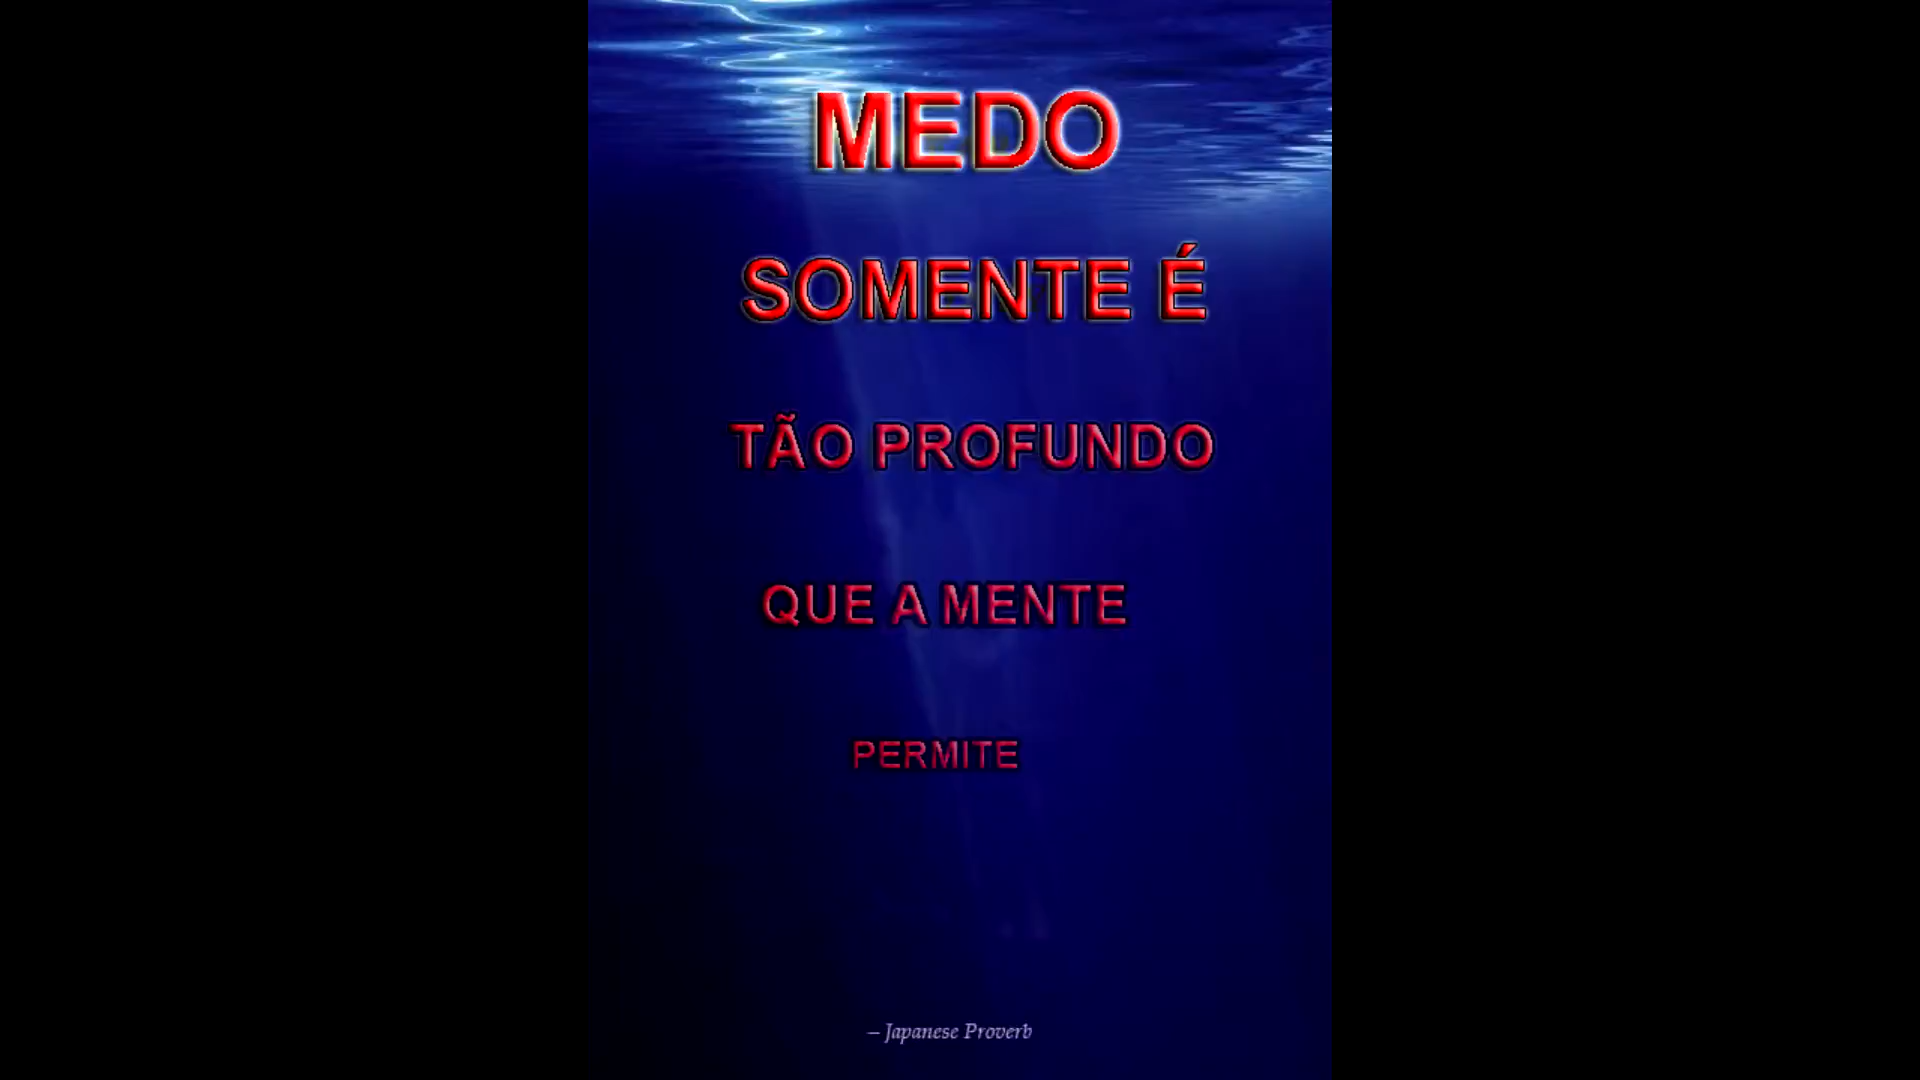 MEDO
SOMENTE É
TÃO PROFUNDO
QUE A MENTE
PERMITE
– Japanese Proverb